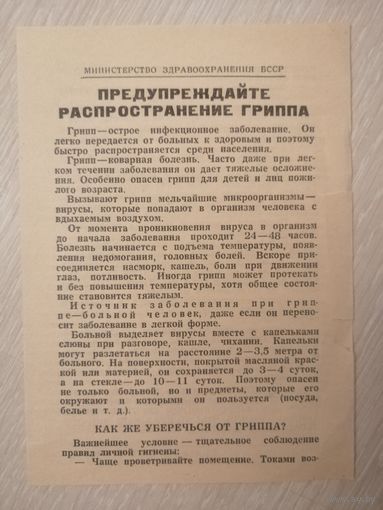 МИНИСТЕРСТВО ЗДРАВООХРАНЕНИЯ БССР
ПРЕДУПРЕЖДАЙТЕ
РАСПРОСТРАНЕНИЕ ГРИППА
Грипп—острое инфекционное заболевание. Он
легко передается от больных к здоровым и поэтому
быстро распространяется среди населения.
Грипп—коварная болезнь. Часто даже при лег-
ком течении заболевания он дает тяжелые осложне-
ния. Особенно опасен грипп для детей и лиц пожи-
лого возраста.
Вызывают грипп мельчайшие микроорганизмы—
вирусы, которые попадают в организм человека с
вдыхаемым воздухом.
От момента проникновения вируса в организм
до начала заболевания проходит 24—48 часов.
Болезнь начинается с подъема температуры, появ-
ления недомогания, головных болей. Вскоре при-
соединяется насморк, кашель, боли при движении
глаз, потливость. Иногда грипп может протекать
и без повышения температуры, хотя общее состоя-
ние становится тяжелым.
Источник заболевания при грип-
пе—больной человек, даже если он перено-
сит заболевание в легкой форме.
Больной выделяет вирусы вместе с капельками
слюны при разговоре, кашле, чихании. Капельки
могут разлетаться на расстояние 2—3,5 метра от
больного. На поверхности, покрытой масляной крас-
кой или материей, он сохраняется до 3—4 суток,
а на стекле—до 10—11 суток. Поэтому опасен
не только больной, но и предметы, которые его
окружают и которыми он пользуется (посуда,
белье и т. д.).
КАК ЖЕ УБЕРЕЧЬСЯ ОТ ГРИППА?
Важнейшее условие — тщательное соблюдение
правил личной гигиены:
— Чаще проветривайте помещение. Токами воз-